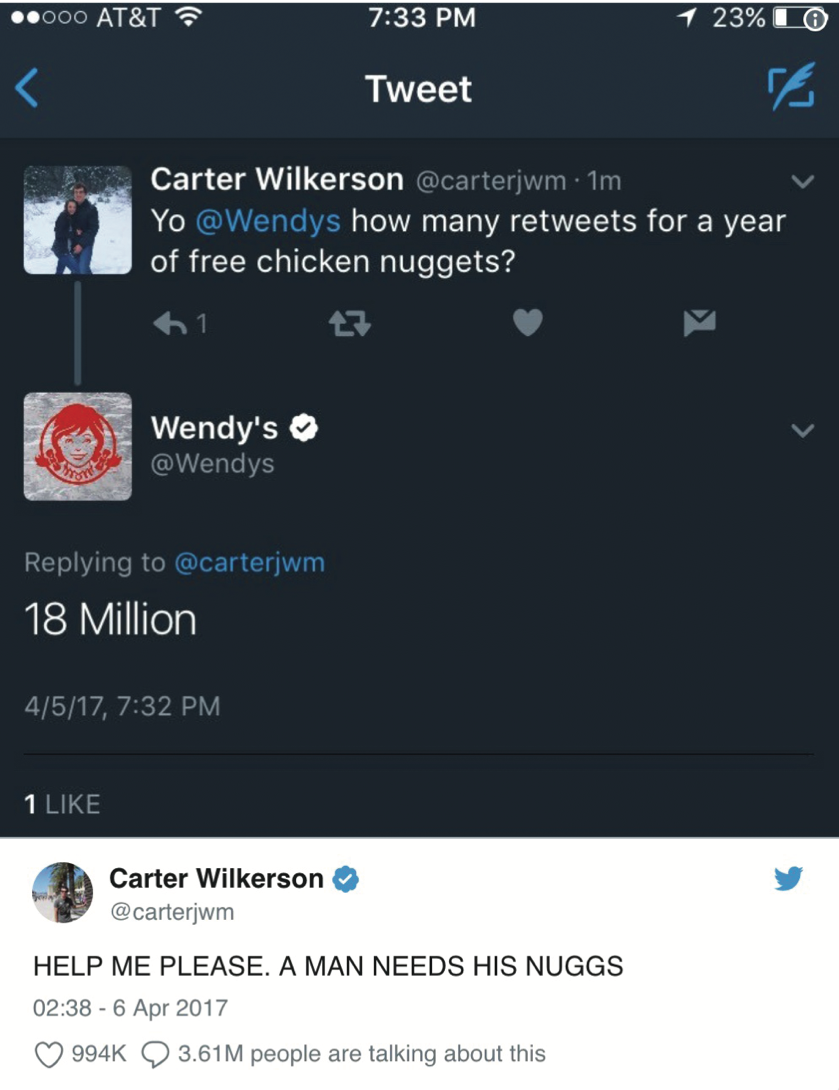 AT&T 7:33 PM 23%
Tweet
Carter Wilkerson @carterjwm · 1m
Yo @Wendys how many retweets for a year
of free chicken nuggets?
1
Wendy's
@Wendys
Replying to @carterjwm
18 Million
4/5/17, 7:32 PM
1 LIKE
Carter Wilkerson
@carterjwm
HELP ME PLEASE. A MAN NEEDS HIS NUGGS
02:38 - 6 Apr 2017
994K 3.61M people are talking about this